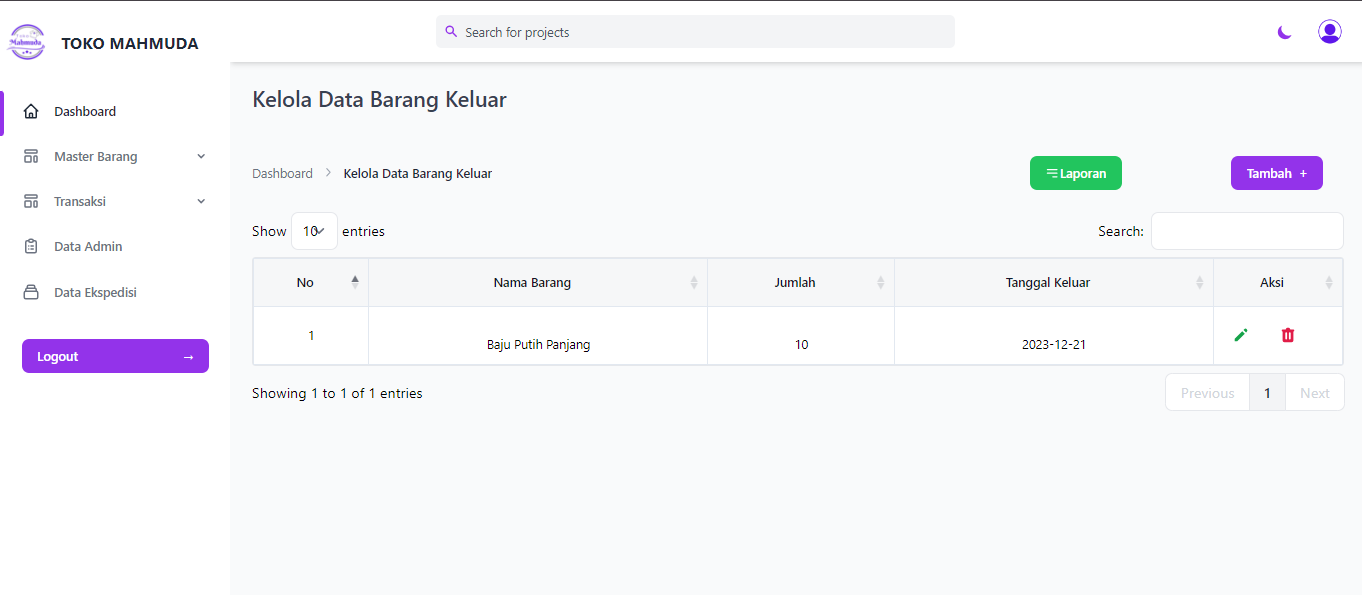 Mahmuda
TOKO MAHMUDA
Search for projects
Dashboard
Master Barang
Transaksi
Data Admin
Data Ekspedisi
Logout →
Kelola Data Barang Keluar
Dashboard > Kelola Data Barang Keluar
Laporan
Tambah +
Show 10 entries
Search:
No Nama Barang Jumlah Tanggal Keluar Aksi
1 Baju Putih Panjang 10 2023-12-21
Showing 1 to 1 of 1 entries
Previous 1 Next